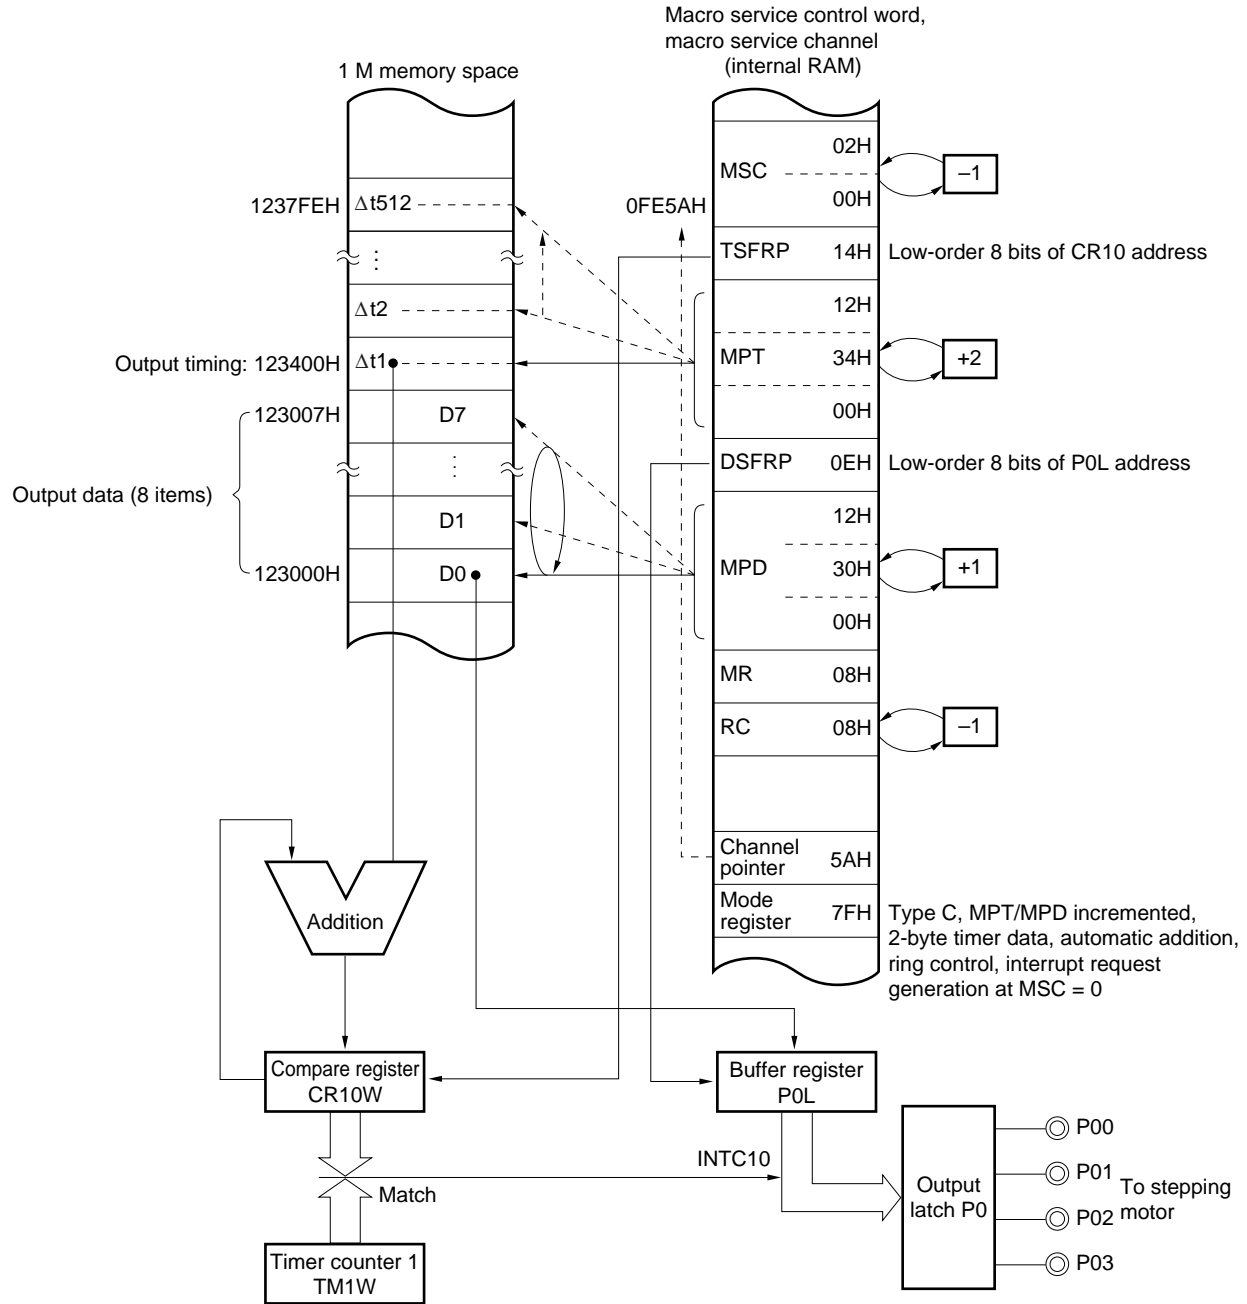 Macro service control word,
macro service channel
(internal RAM)
1 M memory space
02H
MSC
–1
00H
1237FEH
Δt512
0FE5AH
TSFRP 14H
Low-order 8 bits of CR10 address
⋮
12H
Δt2
Output timing: 123400H
Δt1
MPT 34H
+2
00H
123007H
D7
DSFRP 0EH
Low-order 8 bits of P0L address
⋮
Output data (8 items)
12H
D1
123000H
D0
MPD 30H
+1
00H
MR 08H
RC 08H
–1
Channel
pointer 5AH
Mode
register 7FH
Type C, MPT/MPD incremented,
2-byte timer data, automatic addition,
ring control, interrupt request
generation at MSC = 0
Addition
Compare register
CR10W
Buffer register
P0L
INTC10
Match
Timer counter 1
TM1W
Output
latch P0
P00
P01
P02
P03
To stepping
motor